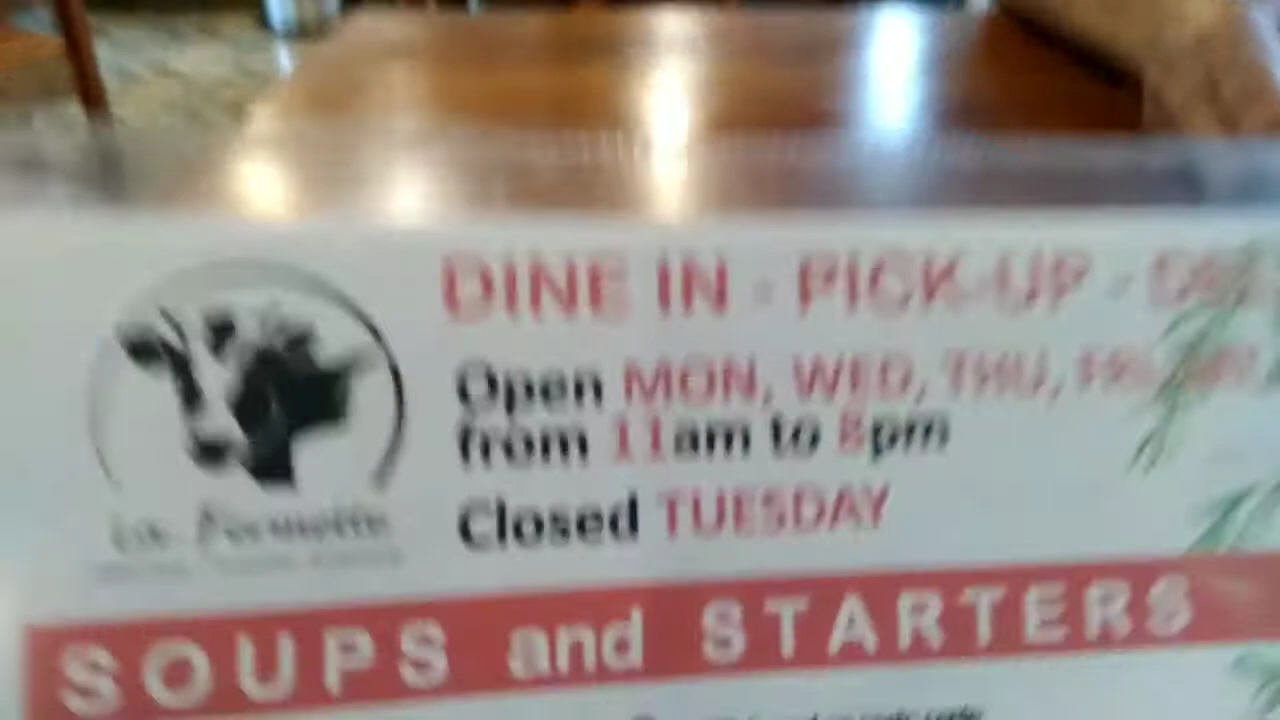 DINE IN - PICK-UP -
Open MON, WED, THU, FRI,
from 11am to 8pm
Closed TUESDAY
SOUPS and STARTERS